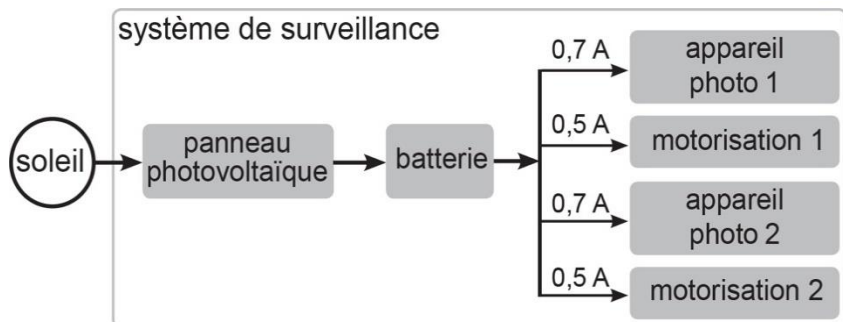 système de surveillance
soleil
panneau
photovoltaïque
batterie
0,7 A
appareil
photo 1
0,5 A
motorisation 1
0,7 A
appareil
photo 2
0,5 A
motorisation 2